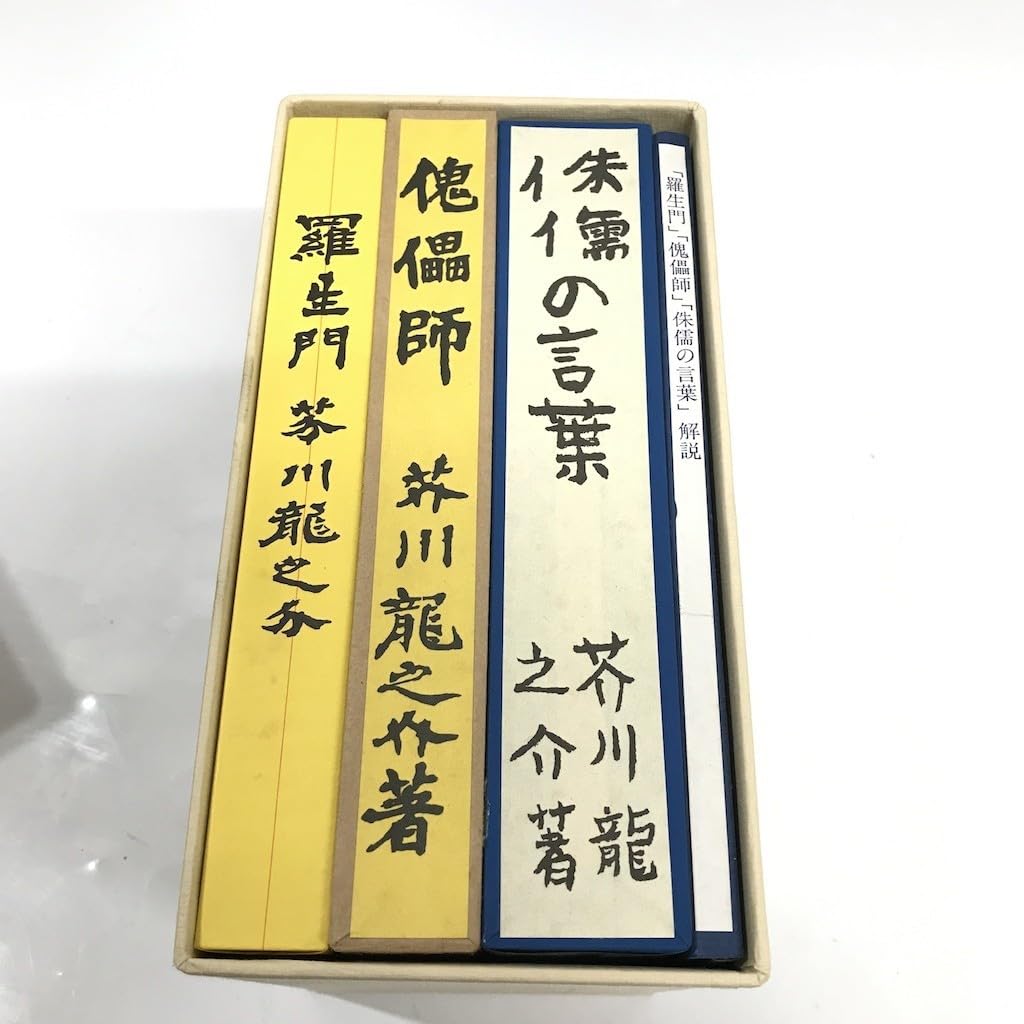 羅生門 芥川龍之介
傀儡師 芥川龍之介著
侏儒の言葉
芥川龍之介著
「羅生門」「傀儡師」「侏儒の言葉」解説